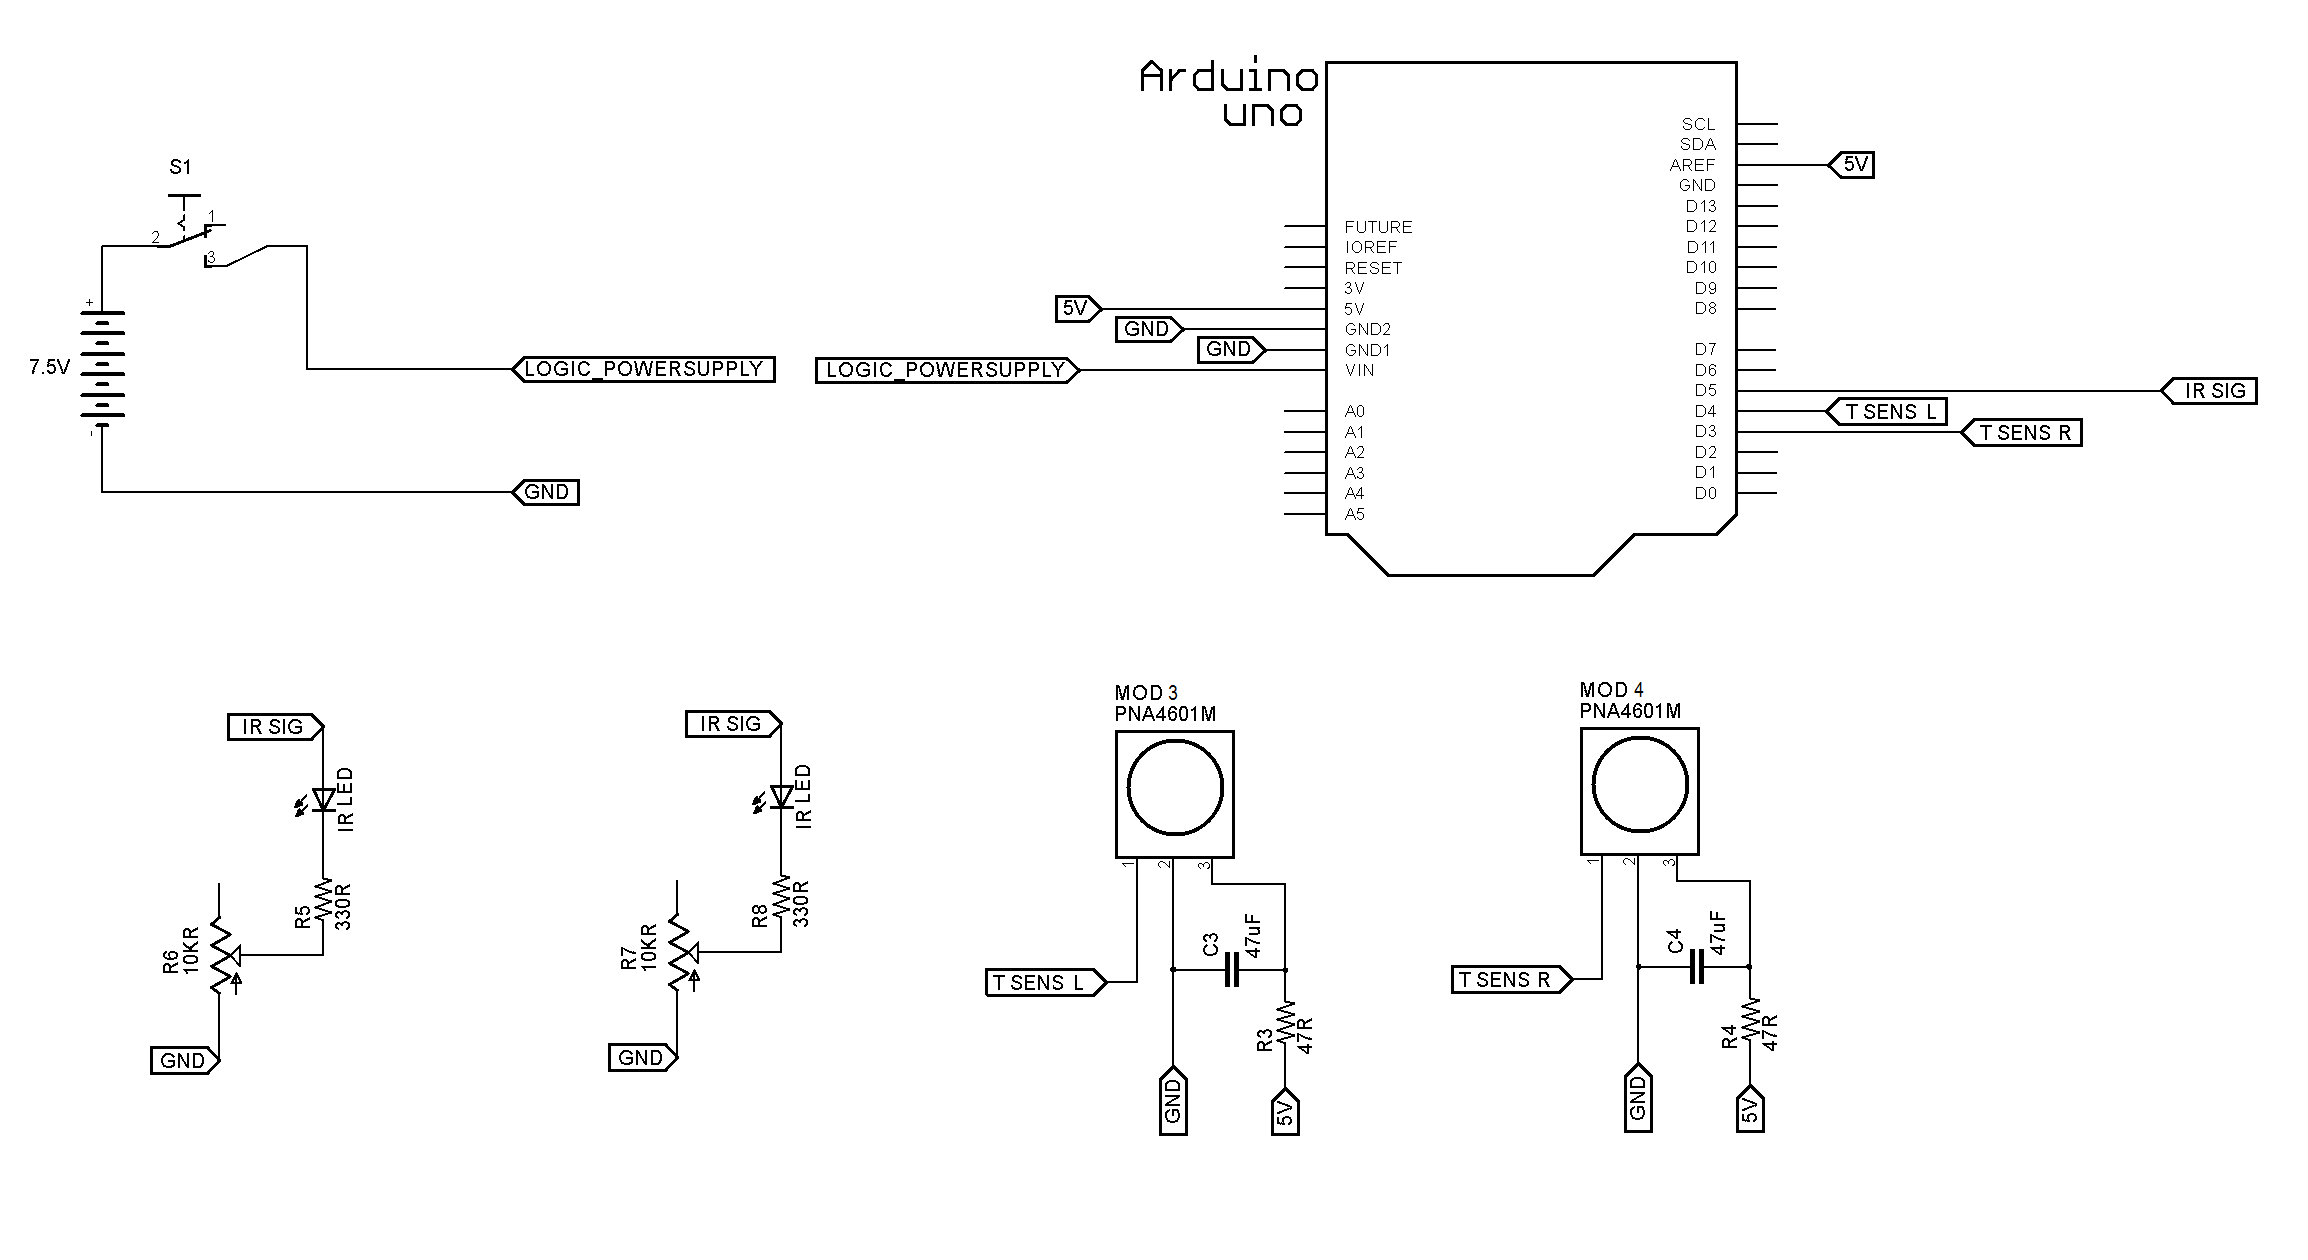 Arduino
uno
S1
1
2
3
+
7.5V
-
LOGIC_POWERSUPPLY
GND
5V
GND
GND
LOGIC_POWERSUPPLY
FUTURE
IOREF
RESET
3V
5V
GND2
GND1
VIN
A0
A1
A2
A3
A4
A5
SCL
SDA
AREF
GND
D13
D12
D11
D10
D9
D8
D7
D6
D5
D4
D3
D2
D1
D0
5V
IR SIG
T SENS L
T SENS R
IR SIG
IR LED
R5
330R
R6
10KR
GND
IR SIG
IR LED
R8
330R
R7
10KR
GND
MOD 3
PNA4601M
1
2
3
C3
47uF
T SENS L
R3
47R
GND
5V
MOD 4
PNA4601M
1
2
3
C4
47uF
T SENS R
R4
47R
GND
5V